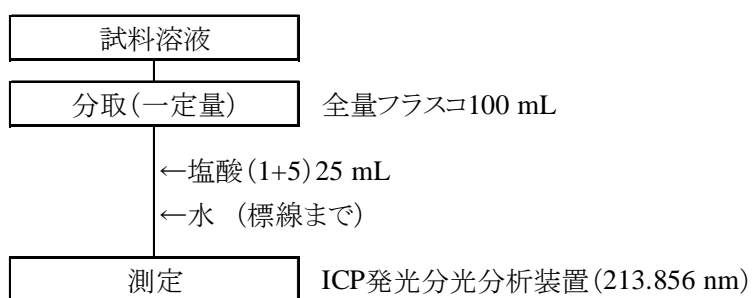 試料溶液
分取(一定量) 全量フラスコ100 mL
←塩酸(1+5)25 mL
←水 (標線まで)
測定 ICP発光分光分析装置(213.856 nm)